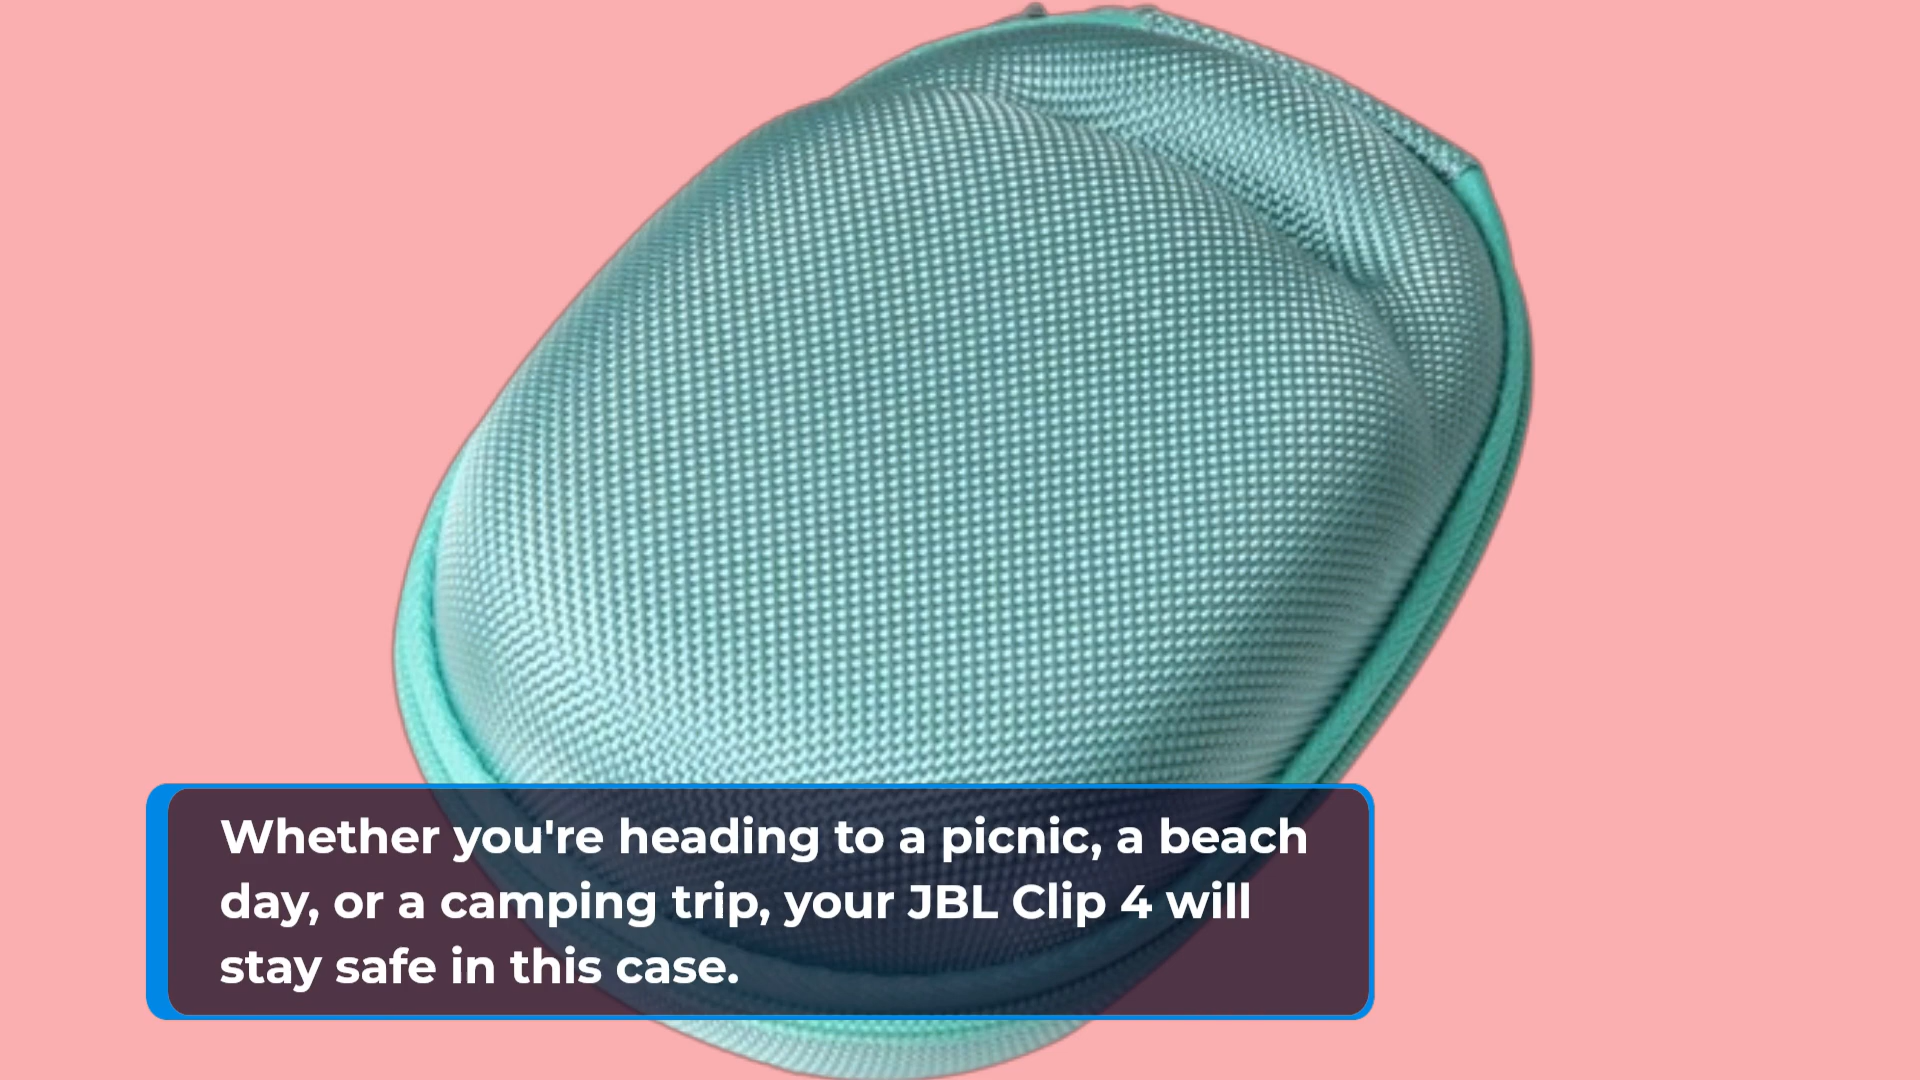 Whether you're heading to a picnic, a beach
day, or a camping trip, your JBL Clip 4 will
stay safe in this case.